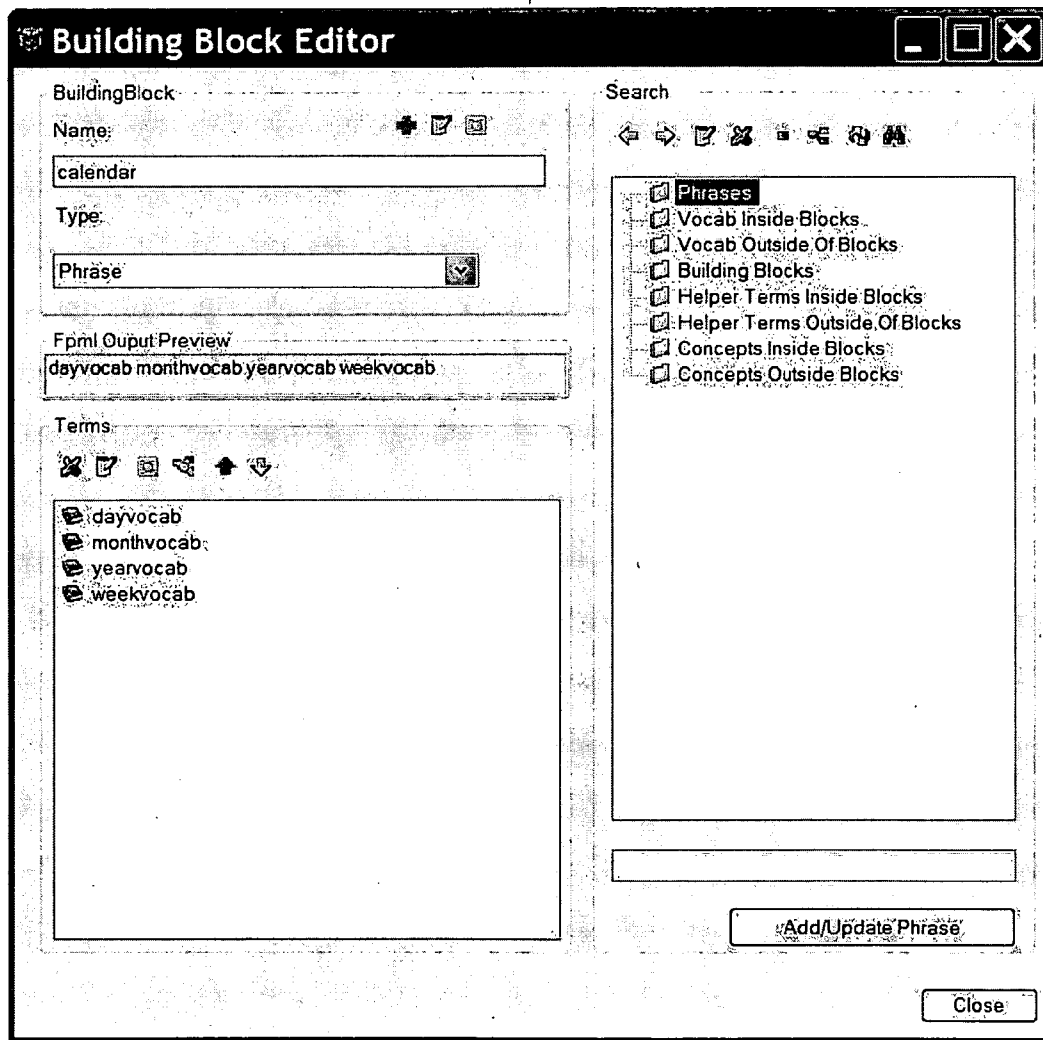 Building Block Editor
BuildingBlock
Name:
calendar
Type:
Phrase
Fpml Ouput Preview
dayvocab monthvocab yearvocab weekvocab
Terms
dayvocab
monthvocab
yearvocab
weekvocab
Search
Phrases
Vocab Inside Blocks
Vocab Outside Of Blocks
Building Blocks
Helper Terms Inside Blocks
Helper Terms Outside Of Blocks
Concepts Inside Blocks
Concepts Outside Blocks
Add/Update Phrase
Close